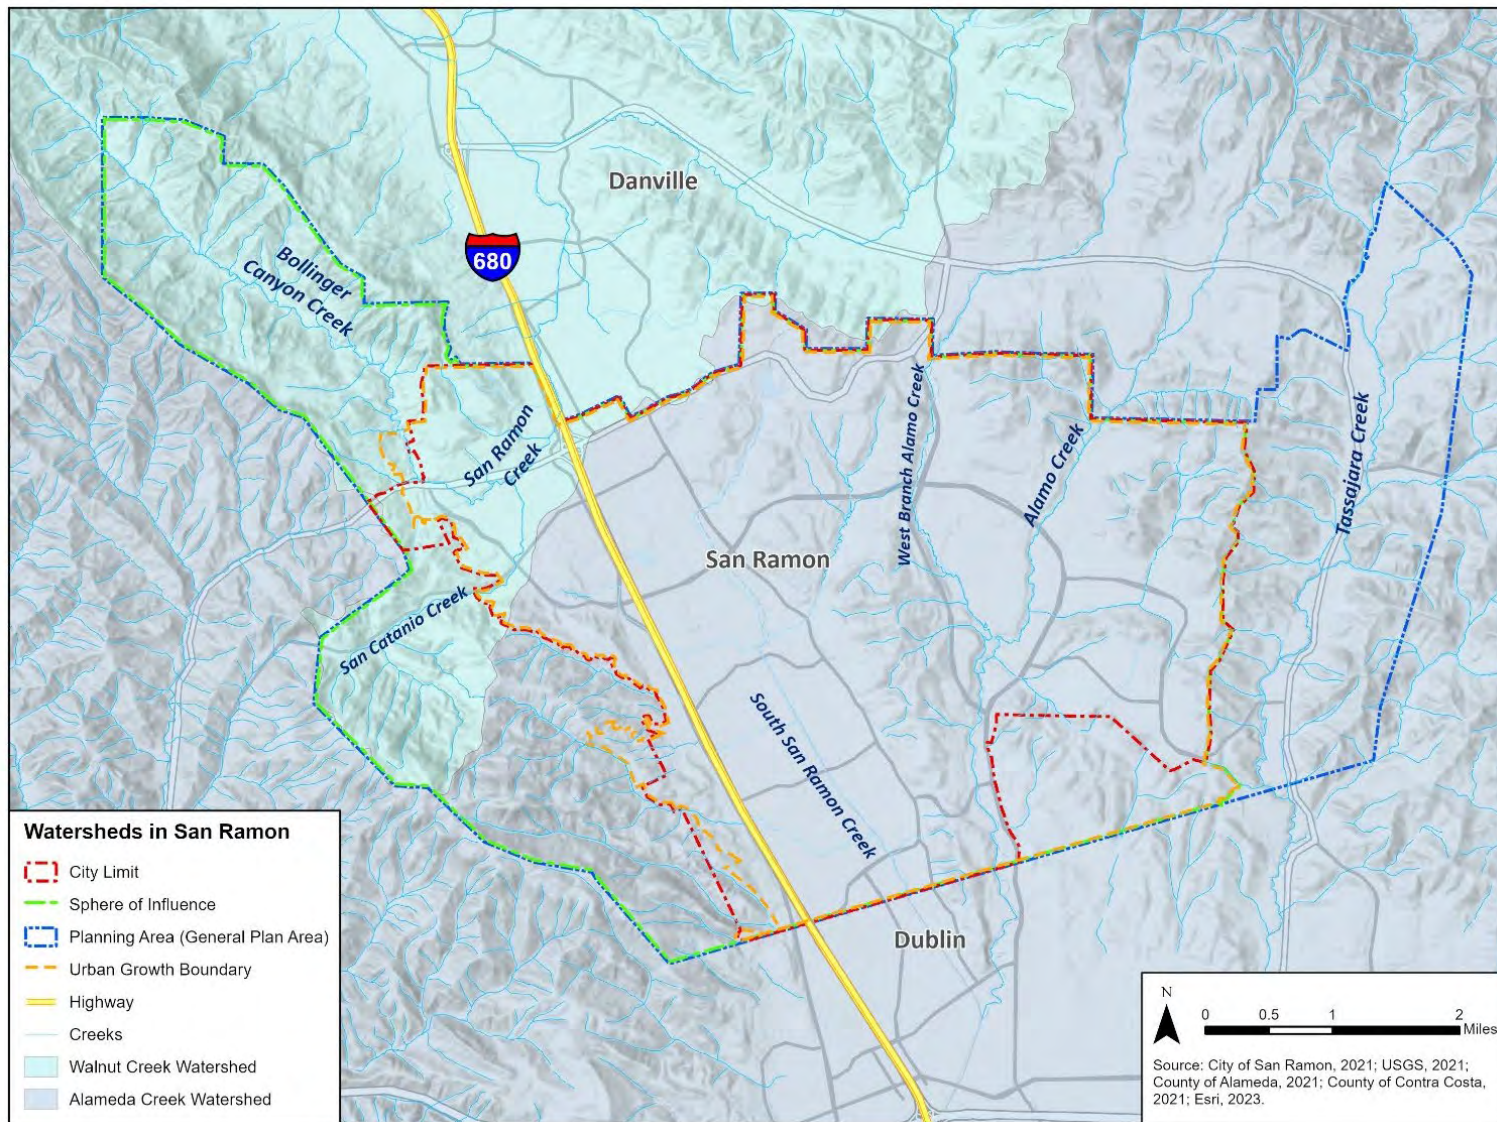 Danville
680
Bollinger
Canyon Creek
San Ramon
Creek
West Branch Alamo Creek
Alamo Creek
Tassajara Creek
San Ramon
San Catanio Creek
South San Ramon Creek
Dublin
Watersheds in San Ramon
City Limit
Sphere of Influence
Planning Area (General Plan Area)
Urban Growth Boundary
Highway
Creeks
Walnut Creek Watershed
Alameda Creek Watershed
N
0 0.5 1 2
Miles
Source: City of San Ramon, 2021; USGS, 2021;
County of Alameda, 2021; County of Contra Costa,
2021; Esri, 2023.